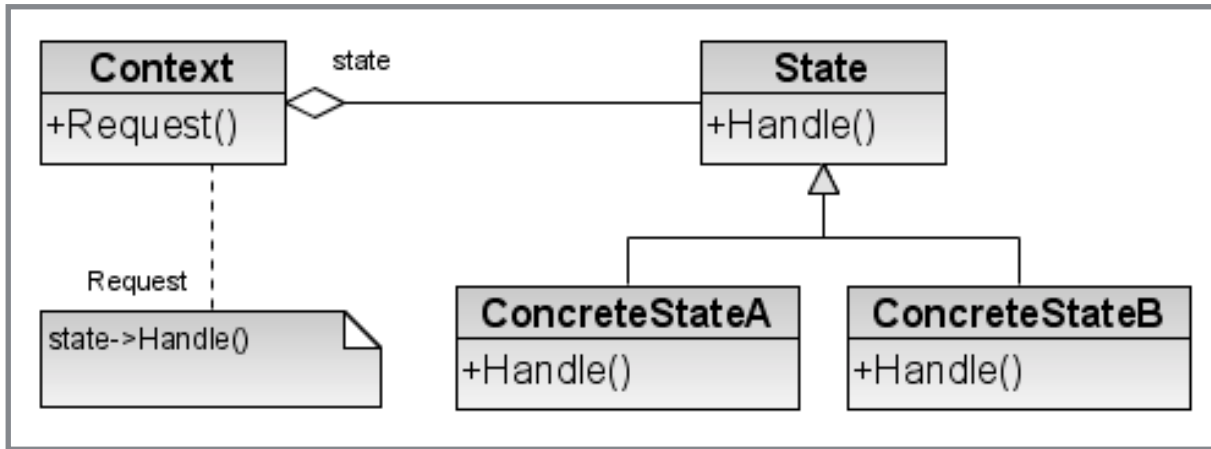 Context
+Request()
state
State
+Handle()
Request
state->Handle()
ConcreteStateA
+Handle()
ConcreteStateB
+Handle()